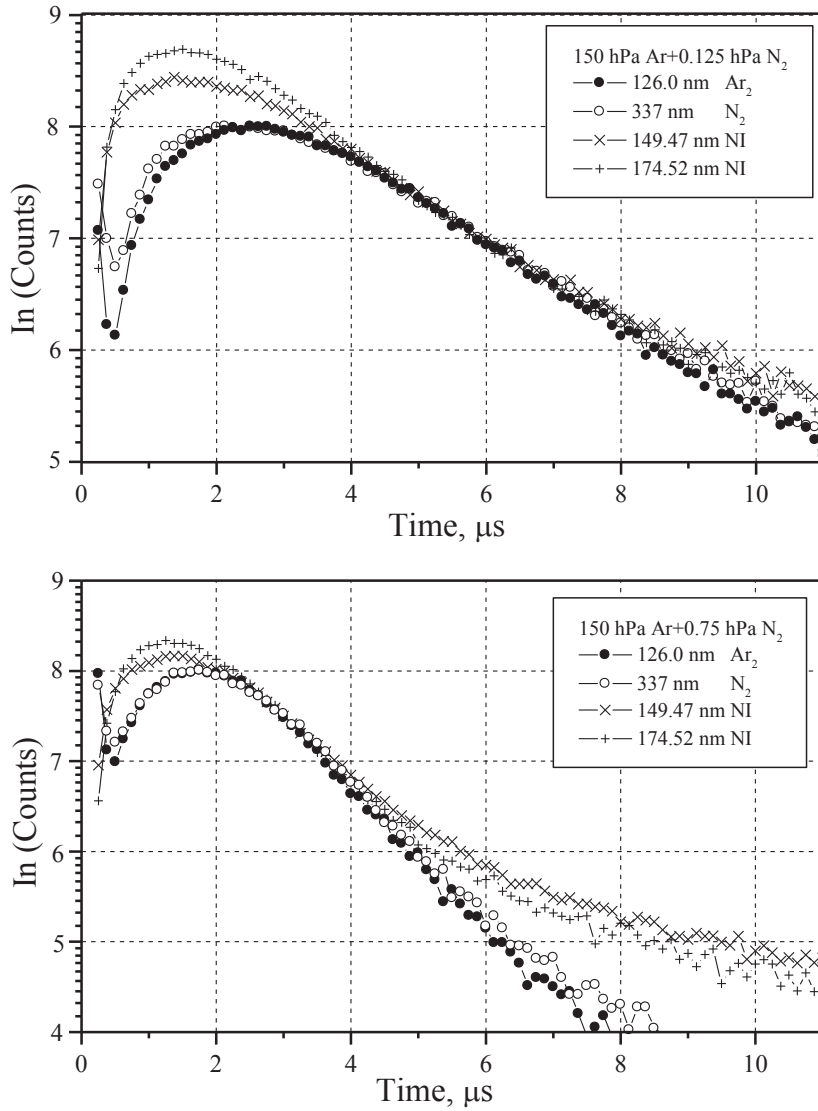 9
8
7
6
5
ln (Counts)
150 hPa Ar+0.125 hPa N₂
126.0 nm Ar₂
337 nm N₂
149.47 nm NI
174.52 nm NI
0 2 4 6 8 10
Time, μs
9
8
7
6
5
4
ln (Counts)
150 hPa Ar+0.75 hPa N₂
126.0 nm Ar₂
337 nm N₂
149.47 nm NI
174.52 nm NI
0 2 4 6 8 10
Time, μs